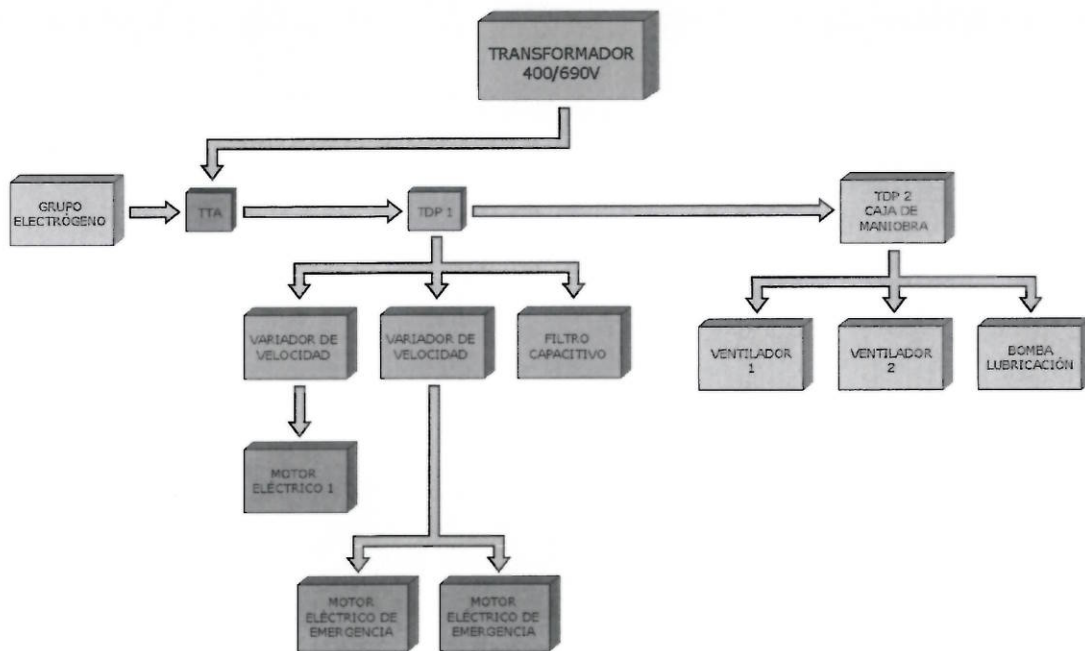 TRANSFORMADOR
400/690V
GRUPO
ELECTRÓGENO
TTA
TDP 1
TDP 2
CAJA DE
MANIOBRA
VARIADOR DE
VELOCIDAD
VARIADOR DE
VELOCIDAD
FILTRO
CAPACITIVO
VENTILADOR
1
VENTILADOR
2
BOMBA
LUBRICACIÓN
MOTOR
ELÉCTRICO 1
MOTOR
ELÉCTRICO DE
EMERGENCIA
MOTOR
ELÉCTRICO DE
EMERGENCIA